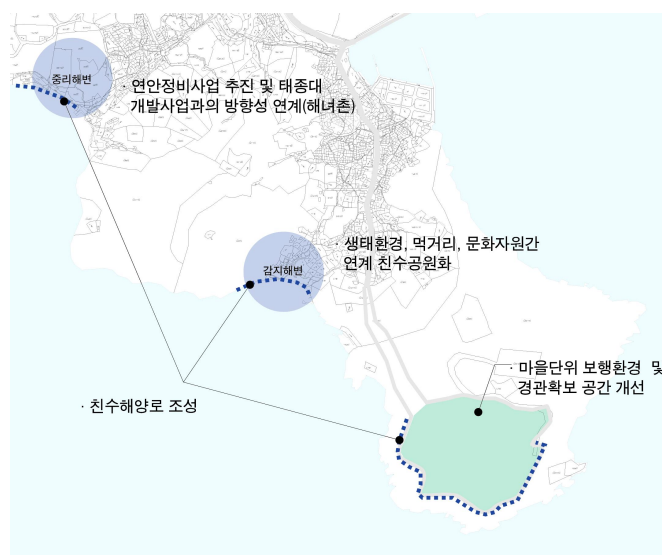 중리해변
· 연안정비사업 추진 및 태종대
개발사업과의 방향성 연계(해녀촌)
· 생태환경, 먹거리, 문화자원간
연계 친수공원화
감지해변
· 마을단위 보행환경 및
경관확보 공간 개선
· 친수해양로 조성